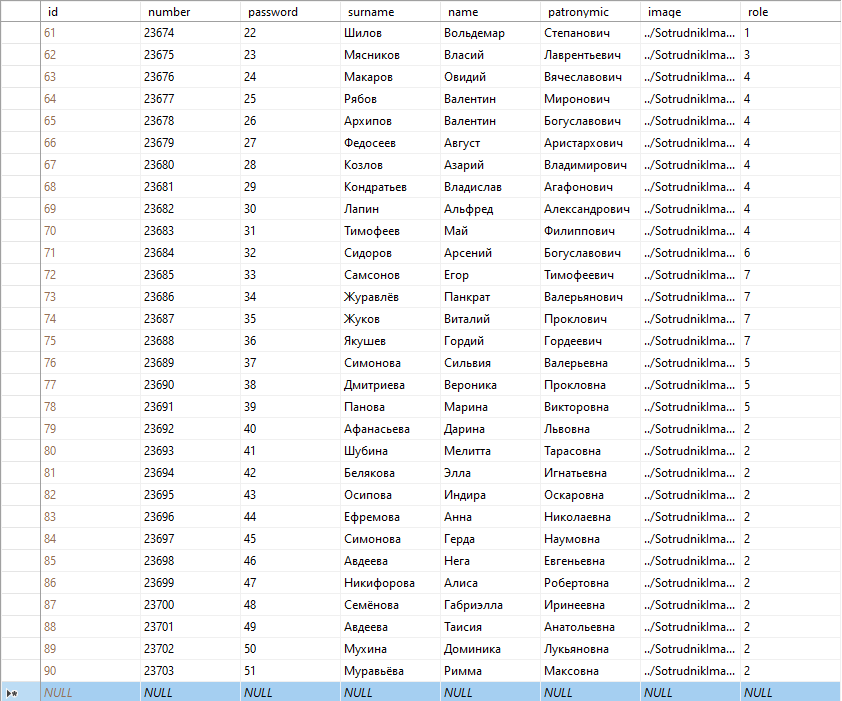 id number password surname name patronymic image role
61 23674 22 Шилов Вольдемар Степанович ../SotrudnikIma... 1
62 23675 23 Мясников Власий Лаврентьевич ../SotrudnikIma... 3
63 23676 24 Макаров Овидий Вячеславович ../SotrudnikIma... 4
64 23677 25 Рябов Валентин Миронович ../SotrudnikIma... 4
65 23678 26 Архипов Валентин Богуславович ../SotrudnikIma... 4
66 23679 27 Федосеев Август Аристархович ../SotrudnikIma... 4
67 23680 28 Козлов Азарий Владимирович ../SotrudnikIma... 4
68 23681 29 Кондратьев Владислав Агафонович ../SotrudnikIma... 4
69 23682 30 Лапин Альфред Александрович ../SotrudnikIma... 4
70 23683 31 Тимофеев Май Филиппович ../SotrudnikIma... 4
71 23684 32 Сидоров Арсений Богуславович ../SotrudnikIma... 6
72 23685 33 Самсонов Егор Тимофеевич ../SotrudnikIma... 7
73 23686 34 Журавлёв Панкрат Валерьянович ../SotrudnikIma... 7
74 23687 35 Жуков Виталий Проклович ../SotrudnikIma... 7
75 23688 36 Якушев Гордий Гордеевич ../SotrudnikIma... 7
76 23689 37 Симонова Сильвия Валерьевна ../SotrudnikIma... 5
77 23690 38 Дмитриева Вероника Прокловна ../SotrudnikIma... 5
78 23691 39 Панова Марина Викторовна ../SotrudnikIma... 5
79 23692 40 Афанасьева Дарина Львовна ../SotrudnikIma... 2
80 23693 41 Шубина Мелитта Тарасовна ../SotrudnikIma... 2
81 23694 42 Белякова Элла Игнатьевна ../SotrudnikIma... 2
82 23695 43 Осипова Индира Оскаровна ../SotrudnikIma... 2
83 23696 44 Ефремова Анна Николаевна ../SotrudnikIma... 2
84 23697 45 Симонова Герда Наумовна ../SotrudnikIma... 2
85 23698 46 Авдеева Нега Евгеньевна ../SotrudnikIma... 2
86 23699 47 Никифорова Алиса Робертовна ../SotrudnikIma... 2
87 23700 48 Семёнова Габриэлла Иринеевна ../SotrudnikIma... 2
88 23701 49 Авдеева Таисия Анатольевна ../SotrudnikIma... 2
89 23702 50 Мухина Доминика Лукьяновна ../SotrudnikIma... 2
90 23703 51 Муравьёва Римма Максовна ../SotrudnikIma... 2
NULL NULL NULL NULL NULL NULL NULL NULL